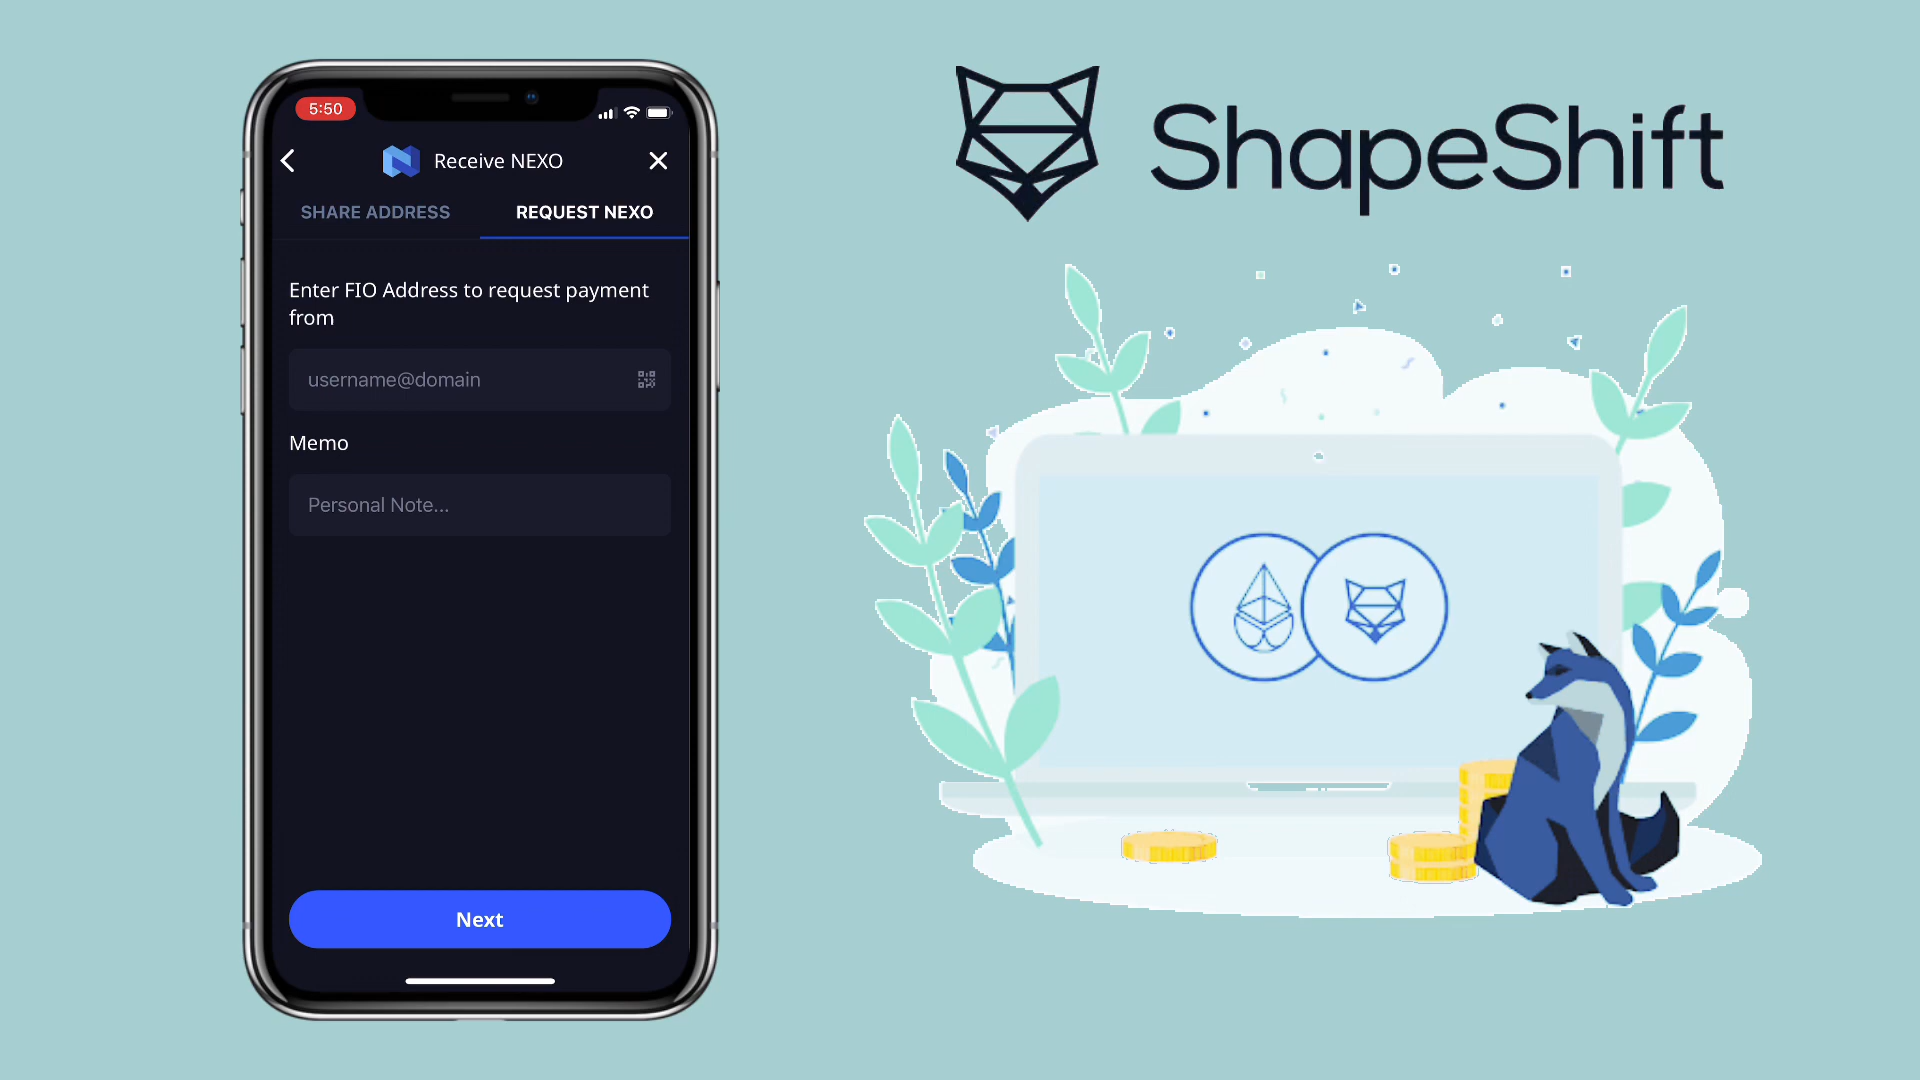 5:50
Receive NEXO
SHARE ADDRESS
REQUEST NEXO
Enter FIO Address to request payment
from
username@domain
Memo
Personal Note...
Next
ShapeShift